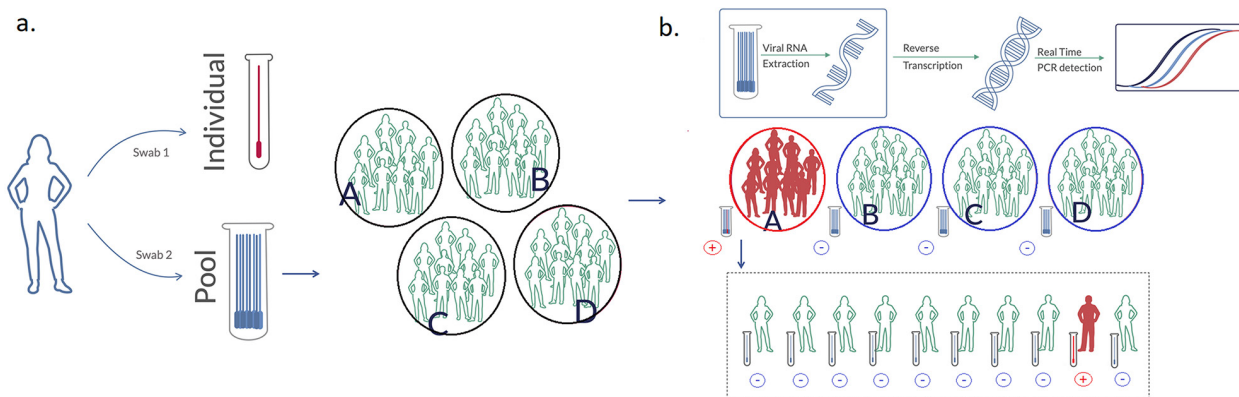 a.
Individual
Swab 1
Swab 2
Pool
A
B
C
D
b.
Viral RNA
Extraction
Reverse
Transcription
Real Time
PCR detection
A
B
C
D
+
-
-
-
-
-
-
-
-
-
-
-
+
-